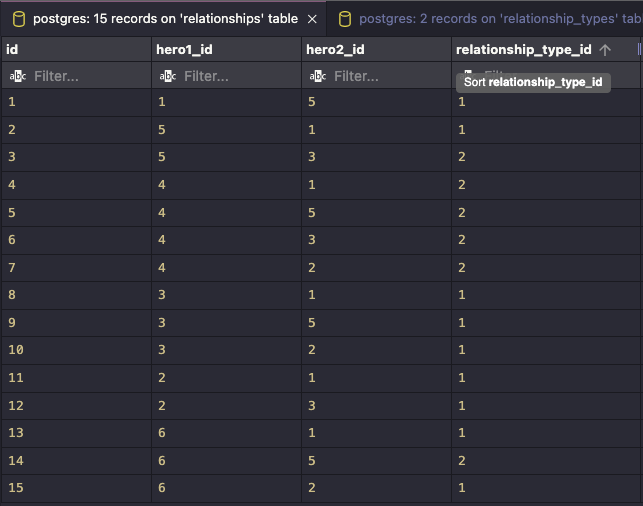 postgres: 15 records on 'relationships' table × postgres: 2 records on 'relationship_types' tab
id hero1_id hero2_id relationship_type_id ↑
abc Filter... abc Filter... abc Filter...
Sort relationship_type_id
1 1 5 1
2 5 1 1
3 5 3 2
4 4 1 2
5 4 5 2
6 4 3 2
7 4 2 2
8 3 1 1
9 3 5 1
10 3 2 1
11 2 1 1
12 2 3 1
13 6 1 1
14 6 5 2
15 6 2 1